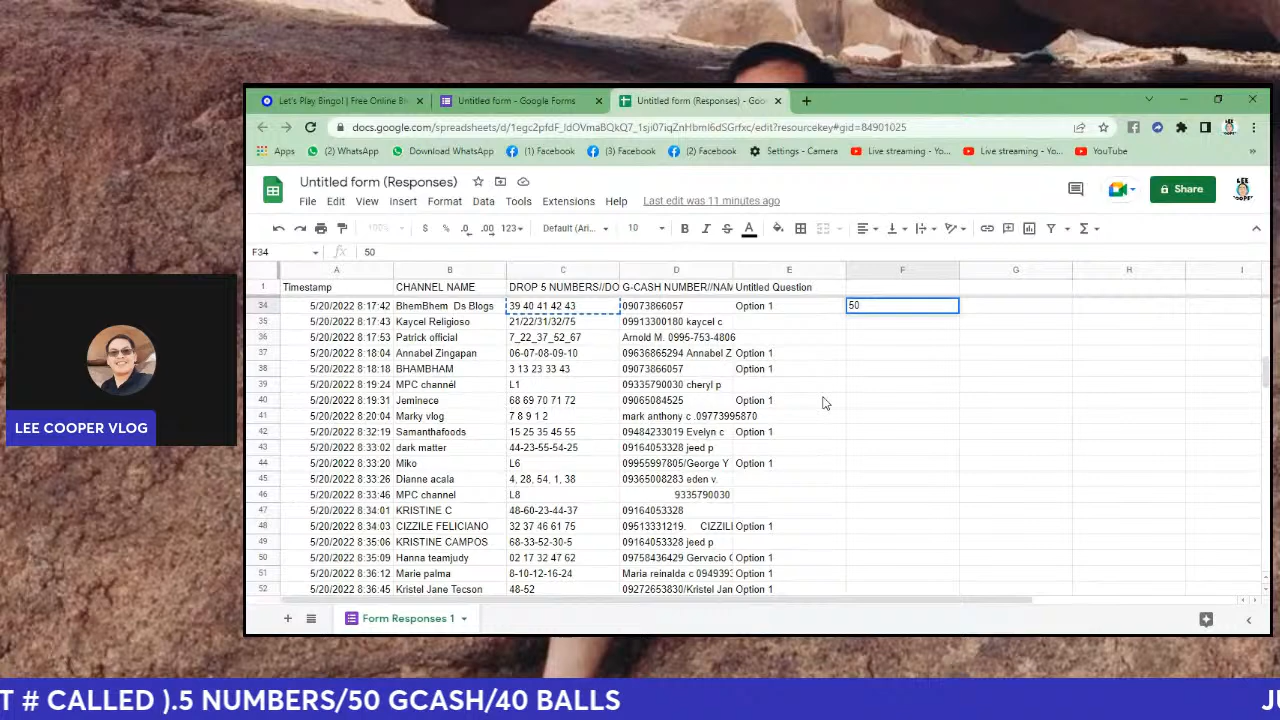 Let's Play Bingo! | Free Online Bi
Untitled form - Google Forms
Untitled form (Responses) - Goo
docs.google.com/spreadsheets/d/1egc2pfdF_IdOVmaBQkQ7_1sji07iqZnHbmI6dSGrfxc/edit?resourcekey#gid=84901025
Apps
(2) WhatsApp
Download WhatsApp
(1) Facebook
(3) Facebook
(2) Facebook
Settings - Camera
Live streaming - Yo...
Live streaming - Yo...
YouTube
»
Untitled form (Responses)
File Edit View Insert Format Data Tools Extensions Help Last edit was 11 minutes ago
Share
LEE COOPER
100% $ % .0 .00 123 Default (Ari... 10 B I S A
F34 fx 50
A B C D E F G H I
1 Timestamp CHANNEL NAME DROP 5 NUMBERS//DO G-CASH NUMBER//NAM Untitled Question
34 5/20/2022 8:17:42 BhemBhem Ds Blogs 39 40 41 42 43 09073866057 Option 1 50
35 5/20/2022 8:17:43 Kaycel Religioso 21/22/31/32/75 09913300180 kaycel c
36 5/20/2022 8:17:53 Patrick official 7_22_37_52_67 Arnold M. 0995-753-4806
37 5/20/2022 8:18:04 Annabel Zingapan 06-07-08-09-10 09636865294 Annabel Z Option 1
38 5/20/2022 8:18:18 BHAMBHAM 3 13 23 33 43 09073866057 Option 1
39 5/20/2022 8:19:24 MPC channél L1 09335790030 cheryl p
40 5/20/2022 8:19:31 Jeminece 68 69 70 71 72 09065084525 Option 1
41 5/20/2022 8:20:04 Marky vlog 7 8 9 1 2 mark anthony c .09773995870
42 5/20/2022 8:32:19 Samanthafoods 15 25 35 45 55 09484233019 Evelyn c Option 1
43 5/20/2022 8:33:02 dark matter 44-23-55-54-25 09164053328 jeed p
44 5/20/2022 8:33:20 Miko L6 09955997805/George Y Option 1
45 5/20/2022 8:33:26 Dianne acala 4, 28, 54, 1, 38 09365008283 eden v.
46 5/20/2022 8:33:46 MPC channel L8 9335790030
47 5/20/2022 8:34:01 KRISTINE C 48-60-23-44-37 09164053328
48 5/20/2022 8:34:03 CIZZILE FELICIANO 32 37 46 61 75 09513331219. CIZZILI Option 1
49 5/20/2022 8:35:06 KRISTINE CAMPOS 68-33-52-30-5 09164053328 jeed p
50 5/20/2022 8:35:09 Hanna teamjudy 02 17 32 47 62 09758436429 Gervacio C Option 1
51 5/20/2022 8:36:12 Marie palma 8-10-12-16-24 Maria reinalda c 0949393 Option 1
52 5/20/2022 8:36:45 Kristel Jane Tecson 48-52 09272653830/Kristel Jan Option 1
Form Responses 1
LEE COOPER VLOG
T # CALLED ).5 NUMBERS/50 GCASH/40 BALLS
JU